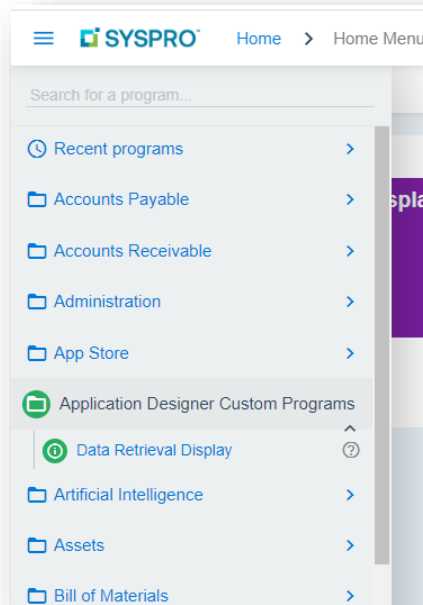 SYSPRO Home > Home Menu
Search for a program...
Recent programs
Accounts Payable
Accounts Receivable
Administration
App Store
Application Designer Custom Programs
Data Retrieval Display
Artificial Intelligence
Assets
Bill of Materials